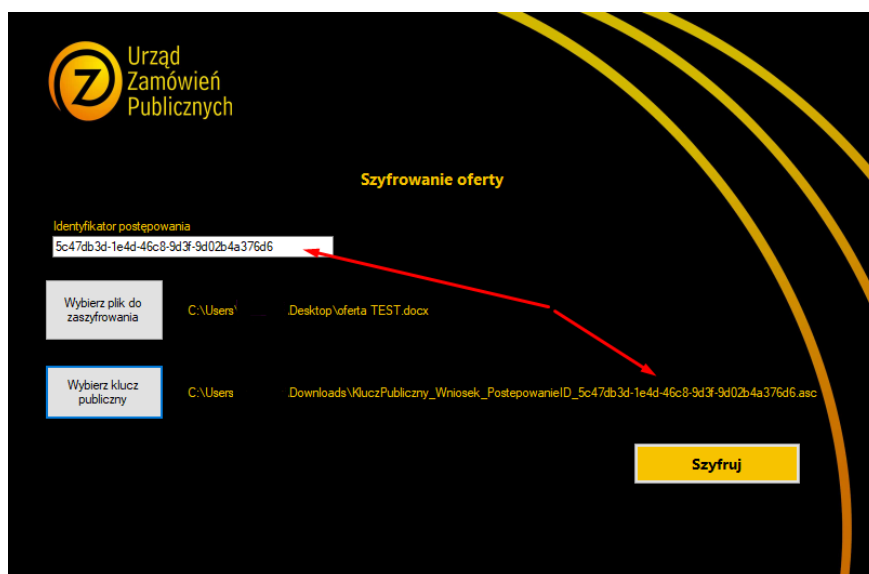 Urząd
Zamówień
Publicznych
Szyfrowanie oferty
Identyfikator postępowania
5c47db3d-1e4d-46c8-9d3f-9d02b4a376d6
Wybierz plik do
zaszyfrowania
C:\Users\ .Desktop\oferta TEST.docx
Wybierz klucz
publiczny
C:\Users .Downloads\KluczPubliczny_Wniosek_PostepowanieID_5c47db3d-1e4d-46c8-9d3f-9d02b4a376d6.asc
Szyfruj